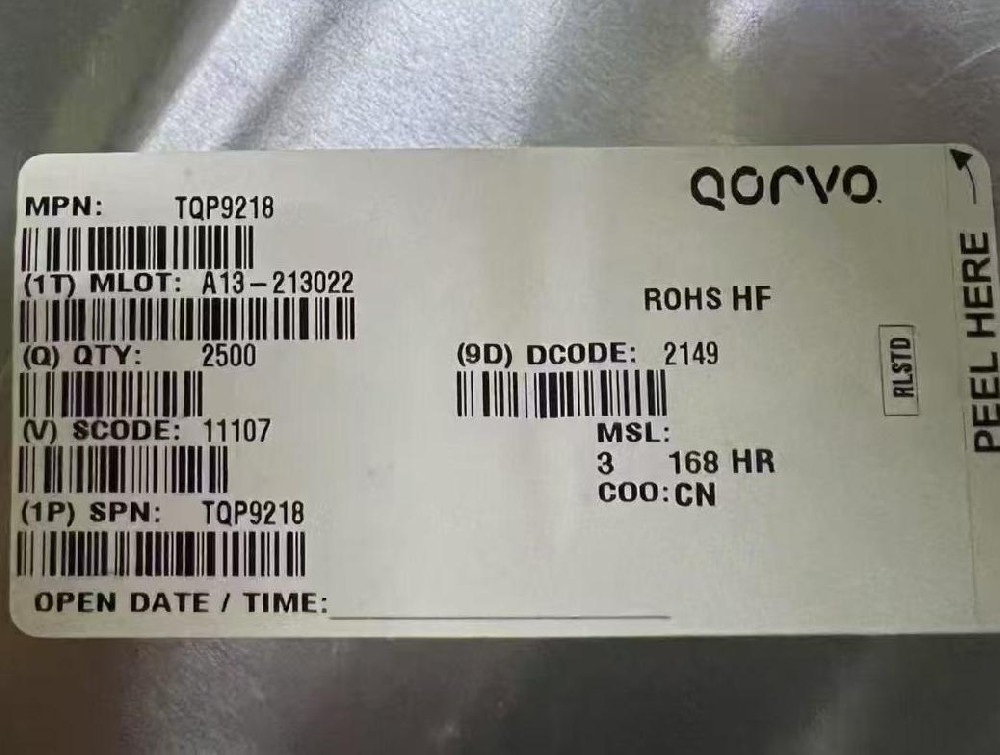 QORVO.
MPN: TQP9218
(1T) MLOT: A13-213022
ROHS HF
(Q) QTY: 2500
(9D) DCODE: 2149
(V) SCODE: 11107
MSL:
3 168 HR
COO: CN
(1P) SPN: TQP9218
OPEN DATE / TIME:
RLSTD
PEEL HERE